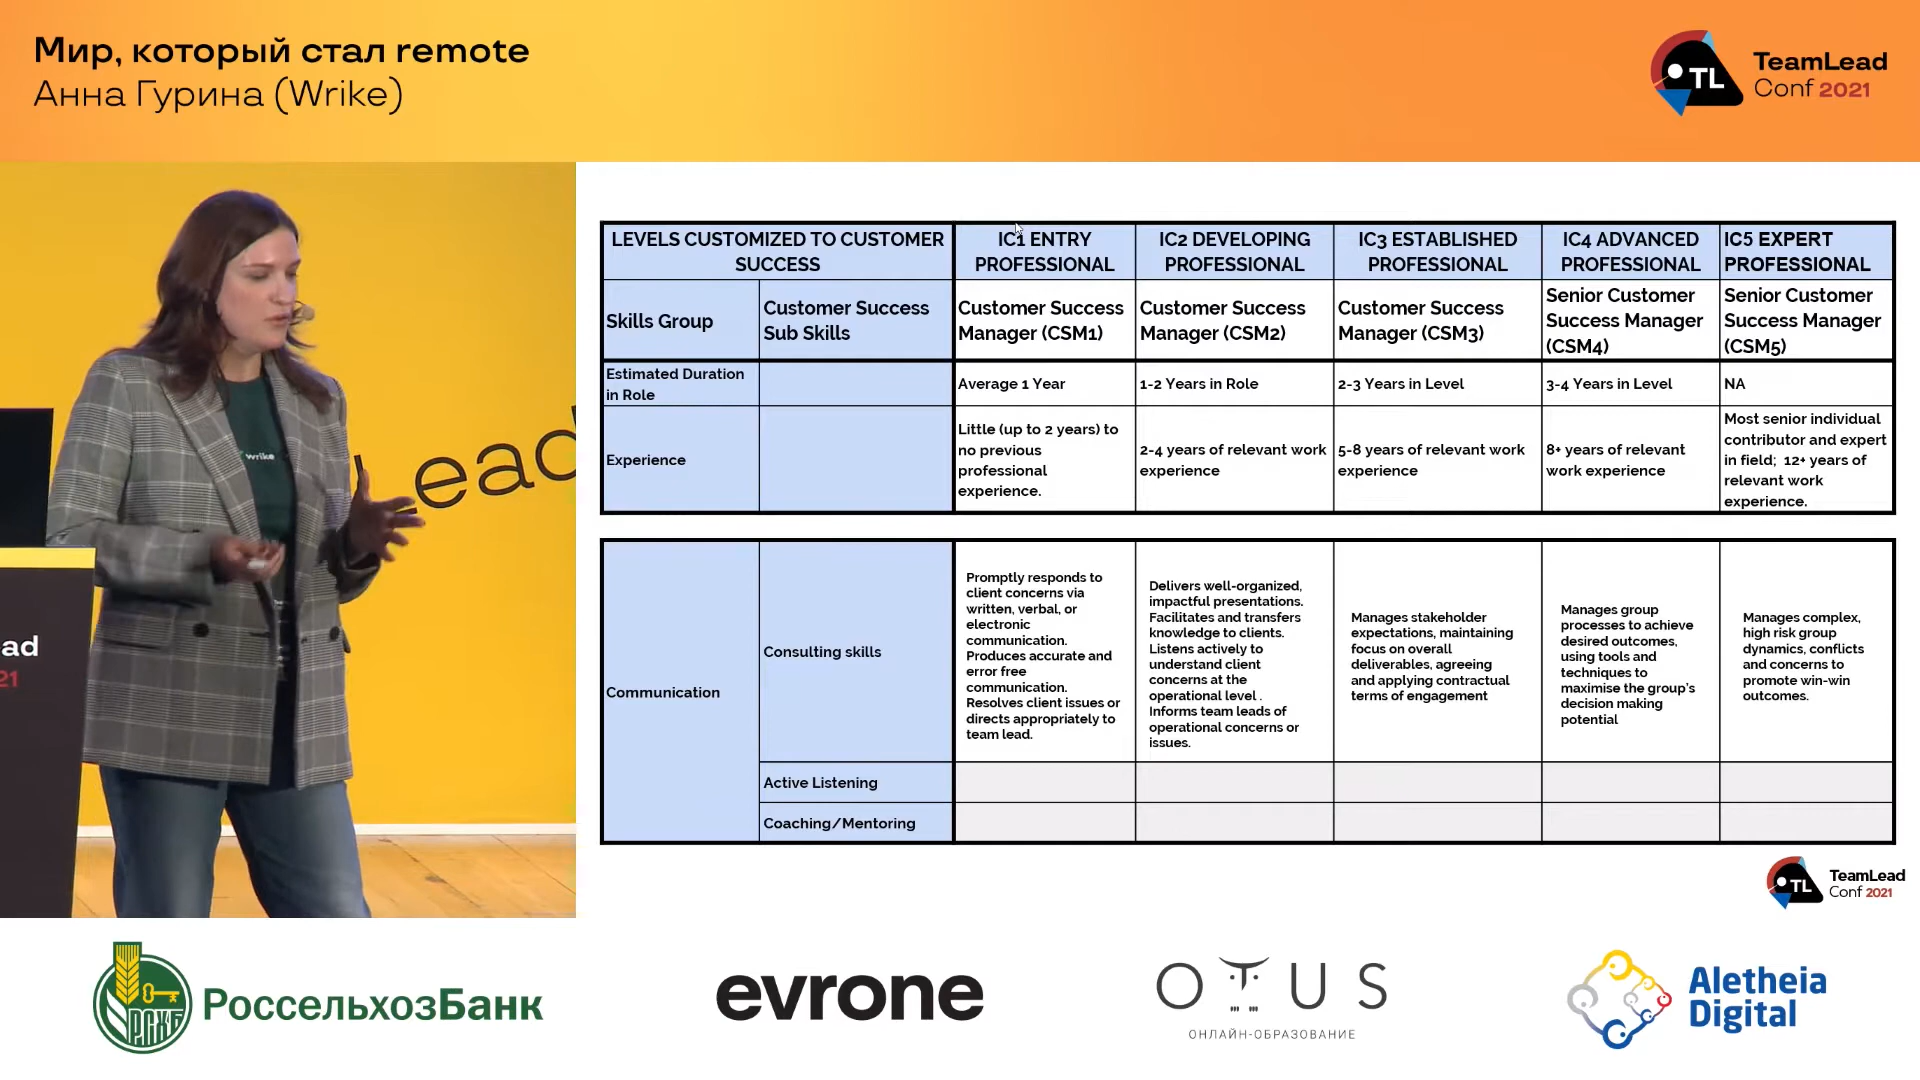 Мир, который стал remote
Анна Гурина (Wrike)
TL
TeamLead
Conf 2021
Lead
wrike
ad
21
LEVELS CUSTOMIZED TO CUSTOMER
SUCCESS
IC1 ENTRY
PROFESSIONAL
IC2 DEVELOPING
PROFESSIONAL
IC3 ESTABLISHED
PROFESSIONAL
IC4 ADVANCED
PROFESSIONAL
IC5 EXPERT
PROFESSIONAL
Skills Group
Customer Success
Sub Skills
Customer Success
Manager (CSM1)
Customer Success
Manager (CSM2)
Customer Success
Manager (CSM3)
Senior Customer
Success Manager
(CSM4)
Senior Customer
Success Manager
(CSM5)
Estimated Duration
in Role
Average 1 Year
1-2 Years in Role
2-3 Years in Level
3-4 Years in Level
NA
Experience
Little (up to 2 years) to
no previous
professional
experience.
2-4 years of relevant work
experience
5-8 years of relevant work
experience
8+ years of relevant
work experience
Most senior individual
contributor and expert
in field;  12+ years of
relevant work
experience.
Communication
Consulting skills
Promptly responds to
client concerns via
written, verbal, or
electronic
communication.
Produces accurate and
error free
communication.
Resolves client issues or
directs appropriately to
team lead.
Delivers well-organized,
impactful presentations.
Facilitates and transfers
knowledge to clients.
Listens actively to
understand client
concerns at the
operational level .
Informs team leads of
operational concerns or
issues.
Manages stakeholder
expectations, maintaining
focus on overall
deliverables, agreeing
and applying contractual
terms of engagement
Manages group
processes to achieve
desired outcomes,
using tools and
techniques to
maximise the group's
decision making
potential
Manages complex,
high risk group
dynamics, conflicts
and concerns to
promote win-win
outcomes.
Active Listening
Coaching/Mentoring
TL
TeamLead
Conf 2021
РСХБ
РоссельхозБанк
evrone
OTUS
ОНЛАЙН-ОБРАЗОВАНИЕ
Aletheia
Digital